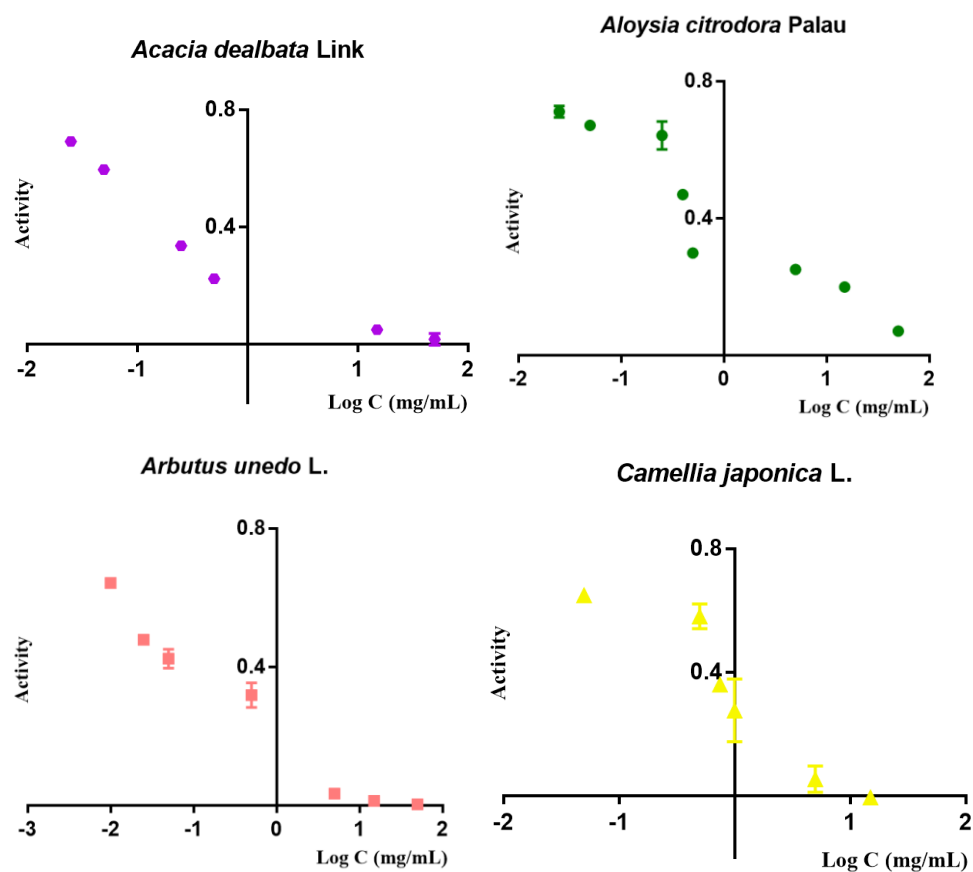 Acacia dealbata Link
0.8
0.4
Activity
-2 -1 0 1 2
Log C (mg/mL)
Aloysia citrodora Palau
0.8
0.4
Activity
-2 -1 0 1 2
Log C (mg/mL)
Arbutus unedo L.
0.8
0.4
Activity
-3 -2 -1 0 1 2
Log C (mg/mL)
Camellia japonica L.
0.8
0.4
Activity
-2 -1 0 1 2
Log C (mg/mL)